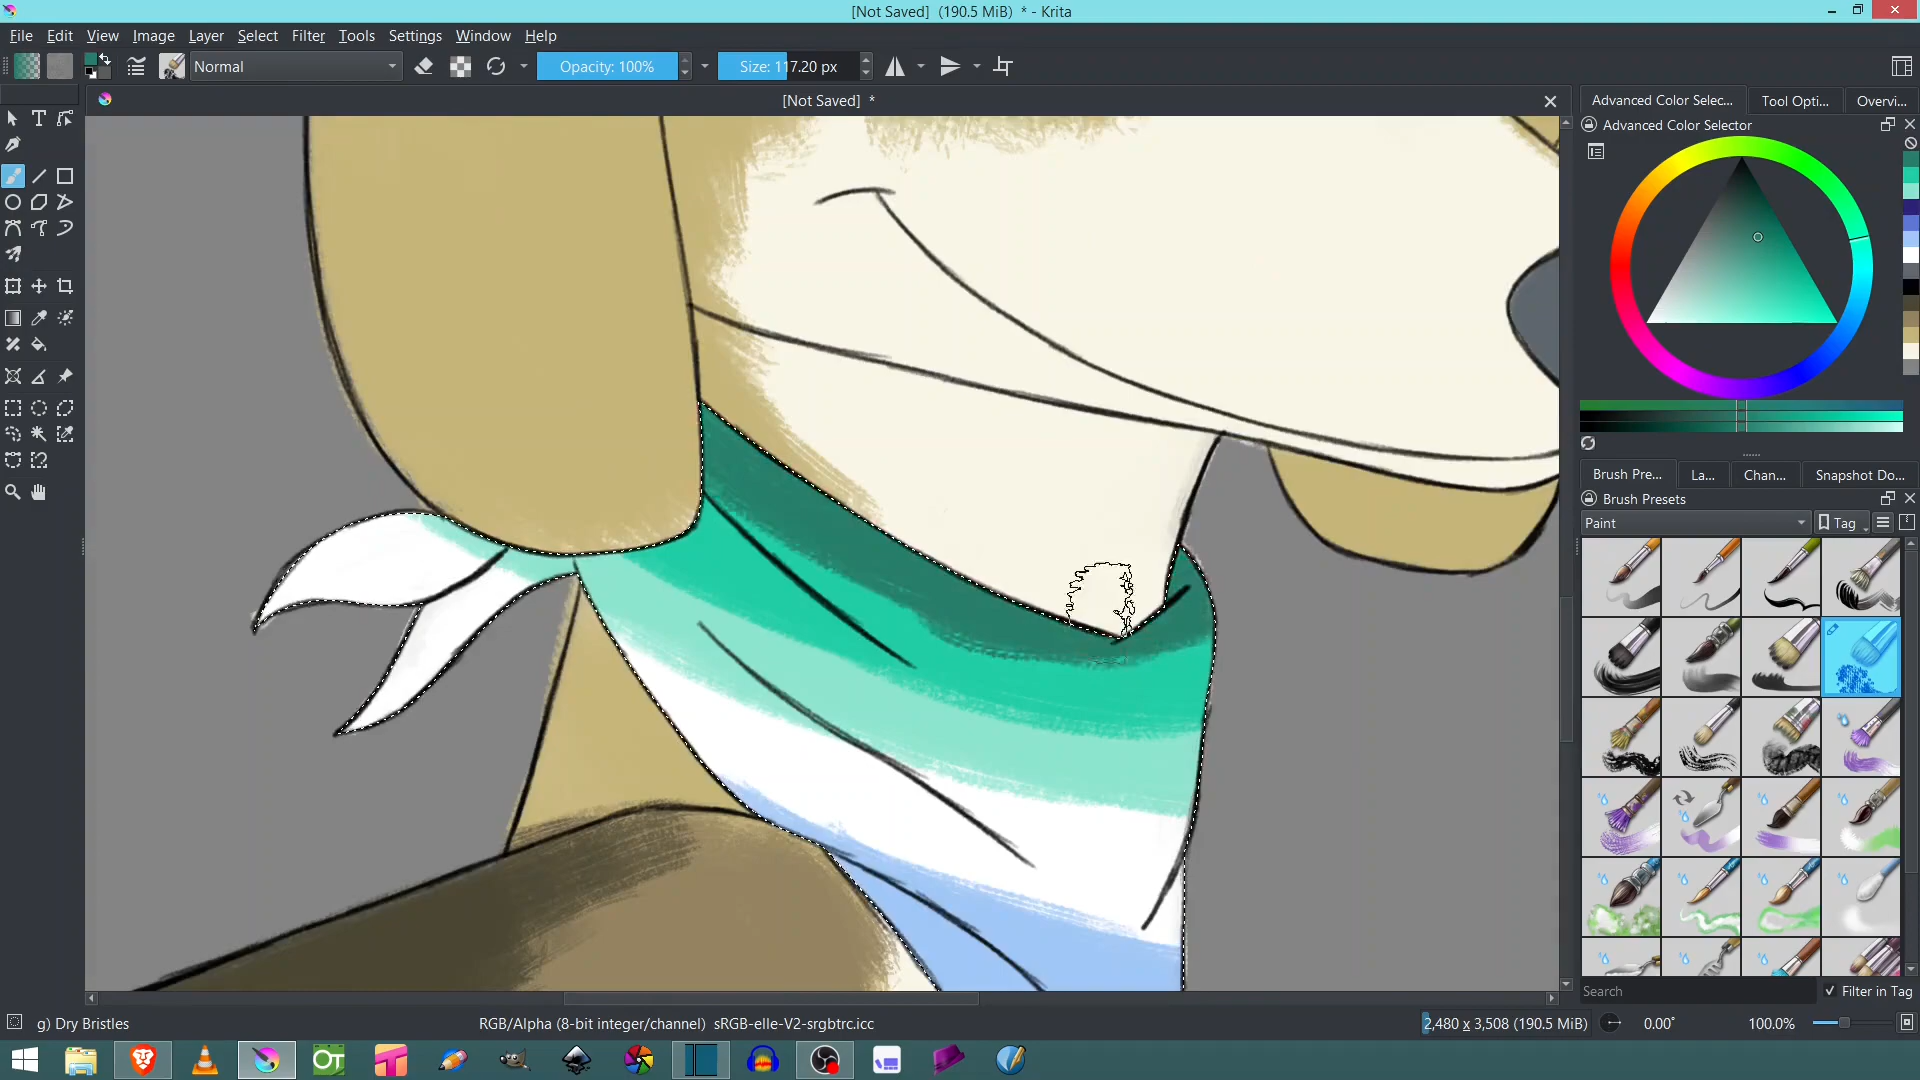 [Not Saved]  (190.5 MiB)  * - Krita
File Edit View Image Layer Select Filter Tools Settings Window Help
Normal Opacity: 100% Size: 117.20 px
[Not Saved]  *
Advanced Color Selec... Tool Opti... Overvi...
Advanced Color Selector
Brush Pre... La... Chan... Snapshot Do...
Brush Presets
Paint Tag
Search Filter in Tag
g) Dry Bristles RGB/Alpha (8-bit integer/channel)  sRGB-elle-V2-srgbtrc.icc 2,480 x 3,508 (190.5 MiB) 0.00° 100.0%
OT